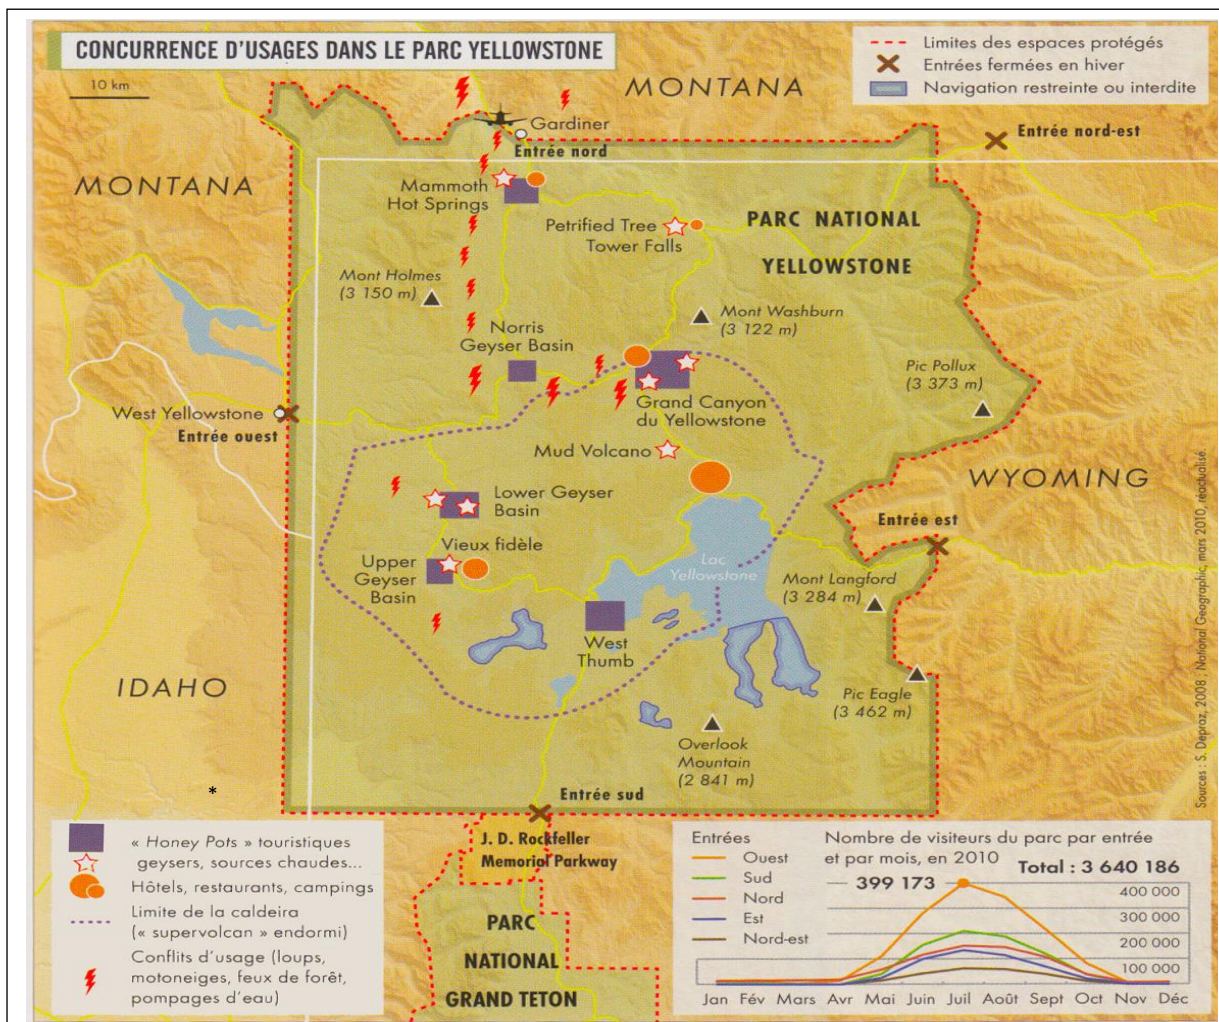 CONCURRENCE D'USAGES DANS LE PARC YELLOWSTONE
10 km
Limites des espaces protégés
Entrées fermées en hiver
Navigation restreinte ou interdite
MONTANA
Gardiner
Entrée nord
Entrée nord-est
MONTANA
Mammoth
Hot Springs
Petrified Tree
Tower Falls
PARC NATIONAL
YELLOWSTONE
Mont Holmes
(3 150 m)
Mont Washburn
(3 122 m)
Norris
Geyser Basin
Pic Pollux
(3 373 m)
West Yellowstone
Entrée ouest
Grand Canyon
du Yellowstone
Mud Volcano
WYOMING
Lower Geyser
Basin
Entrée est
Vieux fidèle
Upper
Geyser
Basin
Lac
Yellowstone
Mont Langford
(3 284 m)
West
Thumb
IDAHO
Pic Eagle
(3 462 m)
Overlook
Mountain
(2 841 m)
*
Entrée sud
J. D. Rockfeller
Memorial Parkway
PARC
NATIONAL
GRAND TETON
« Honey Pots » touristiques
geysers, sources chaudes...
Hôtels, restaurants, campings
Limite de la caldeira
(« supervolcan » endormi)
Conflits d'usage (loups,
motoneiges, feux de forêt,
pompages d'eau)
Entrées
Ouest
Sud
Nord
Est
Nord-est
Nombre de visiteurs du parc par entrée
et par mois, en 2010
Total : 3 640 186
399 173
400 000
300 000
200 000
100 000
Jan Fév Mars Avr Mai Juin Juil Août Sept Oct Nov Déc
Sources : S. Depraz, 2008, National Geographic, mars 2010, réactualisé.